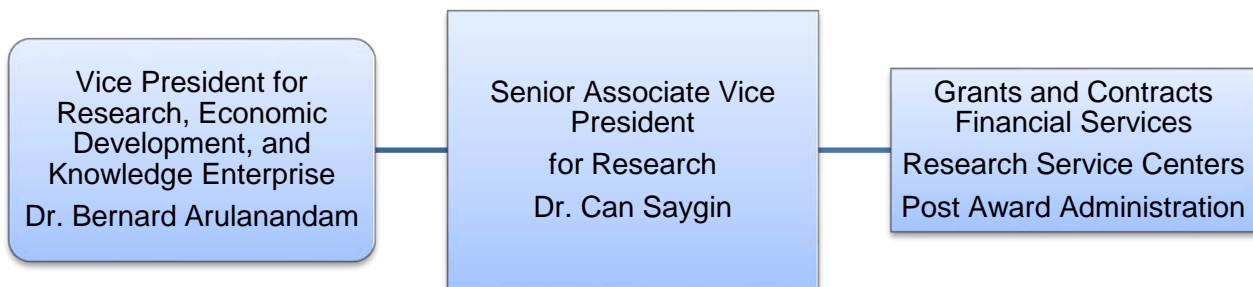 Vice President for
Research, Economic
Development, and
Knowledge Enterprise
Dr. Bernard Arulanandam
Senior Associate Vice
President
for Research
Dr. Can Saygin
Grants and Contracts
Financial Services
Research Service Centers
Post Award Administration